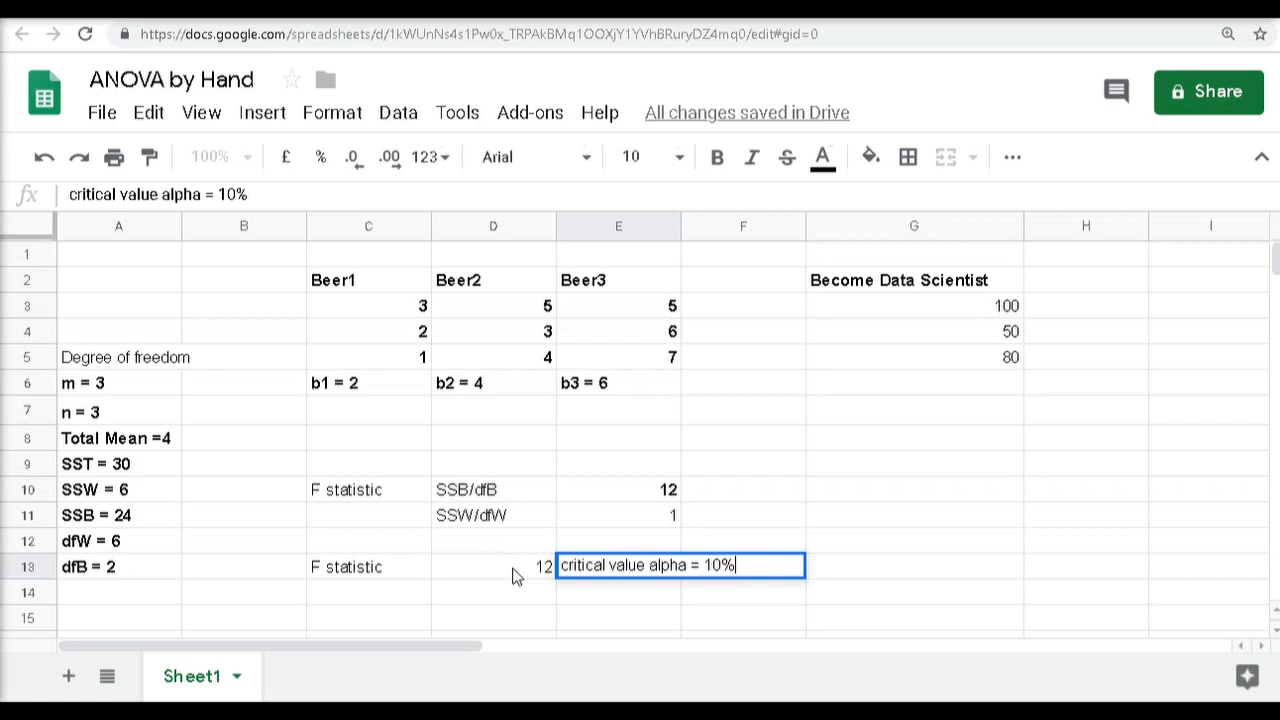 https://docs.google.com/spreadsheets/d/1kWUnNs4s1Pw0x_TRPAkBMq1OOXjY1YVhBRuryDZ4mq0/edit#gid=0
ANOVA by Hand
File Edit View Insert Format Data Tools Add-ons Help All changes saved in Drive
Share
100% £ % .0 .00 123 Arial 10 B I S A
fx critical value alpha = 10%
A B C D E F G H I
1
2 Beer1 Beer2 Beer3 Become Data Scientist
3 3 5 5 100
4 2 3 6 50
5 Degree of freedom 1 4 7 80
6 m = 3 b1 = 2 b2 = 4 b3 = 6
7 n = 3
8 Total Mean =4
9 SST = 30
10 SSW = 6 F statistic SSB/dfB 12
11 SSB = 24 SSW/dfW 1
12 dfW = 6
13 dfB = 2 F statistic 12 critical value alpha = 10%
14
15
Sheet1